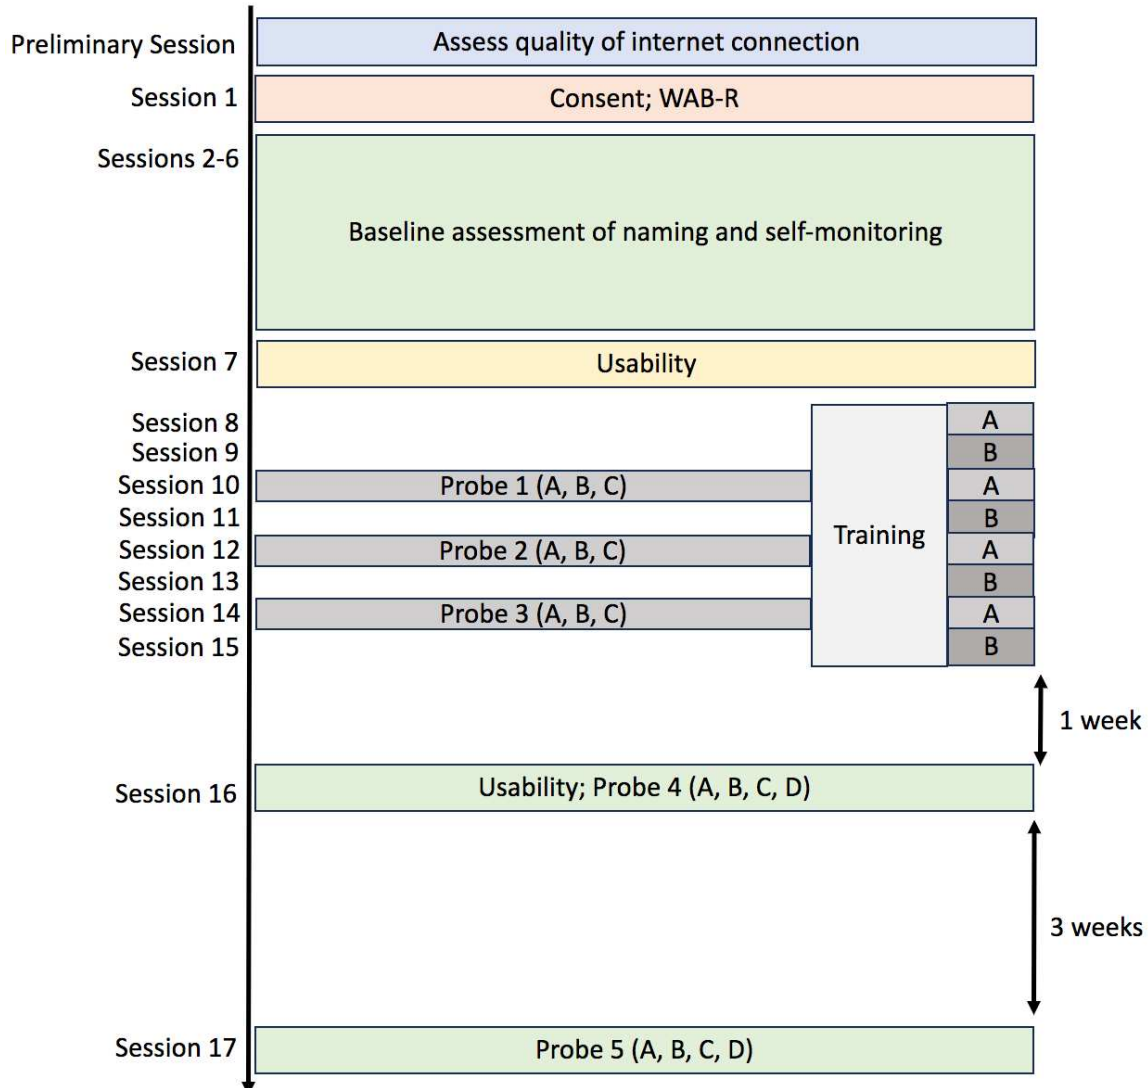 Preliminary Session
Assess quality of internet connection
Session 1
Consent; WAB-R
Sessions 2-6
Baseline assessment of naming and self-monitoring
Session 7
Usability
Session 8
A
Session 9
B
Session 10
Probe 1 (A, B, C)
A
Session 11
B
Training
Session 12
Probe 2 (A, B, C)
A
Session 13
B
Session 14
Probe 3 (A, B, C)
A
Session 15
B
1 week
Session 16
Usability; Probe 4 (A, B, C, D)
3 weeks
Session 17
Probe 5 (A, B, C, D)